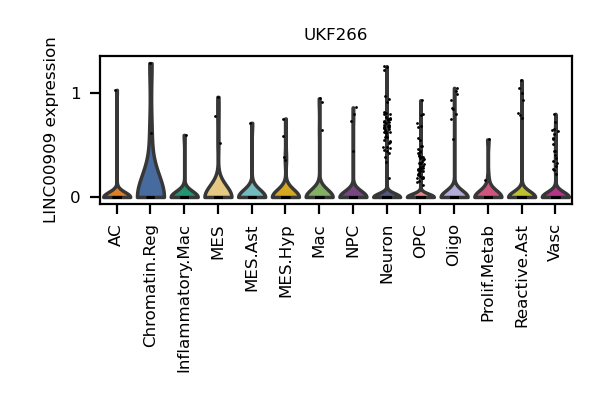 UKF266
LINC00909 expression
1
0
AC
Chromatin.Reg
Inflammatory.Mac
MES
MES.Ast
MES.Hyp
Mac
NPC
Neuron
OPC
Oligo
Prolif.Metab
Reactive.Ast
Vasc